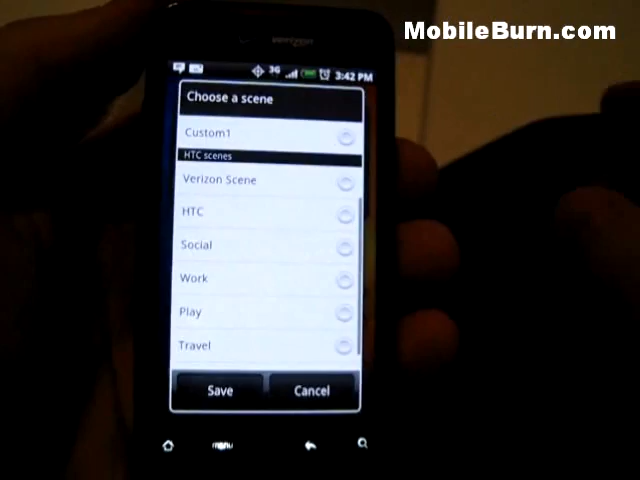 MobileBurn.com
verizon
3G 3:42 PM
Choose a scene
Custom1
HTC scenes
Verizon Scene
HTC
Social
Work
Play
Travel
Save Cancel
menu